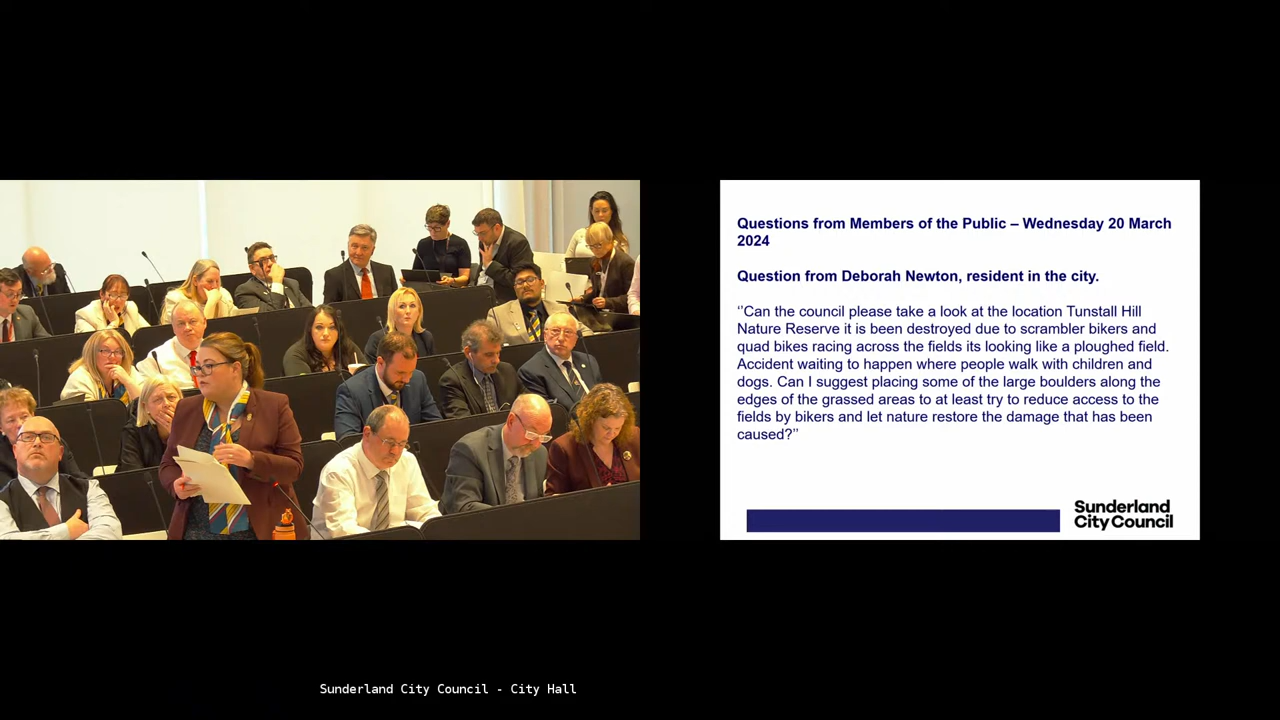 Questions from Members of the Public – Wednesday 20 March
2024
Question from Deborah Newton, resident in the city.
‘’Can the council please take a look at the location Tunstall Hill
Nature Reserve it is been destroyed due to scrambler bikers and
quad bikes racing across the fields its looking like a ploughed field.
Accident waiting to happen where people walk with children and
dogs. Can I suggest placing some of the large boulders along the
edges of the grassed areas to at least try to reduce access to the
fields by bikers and let nature restore the damage that has been
caused?’’
Sunderland
City Council
Sunderland City Council - City Hall